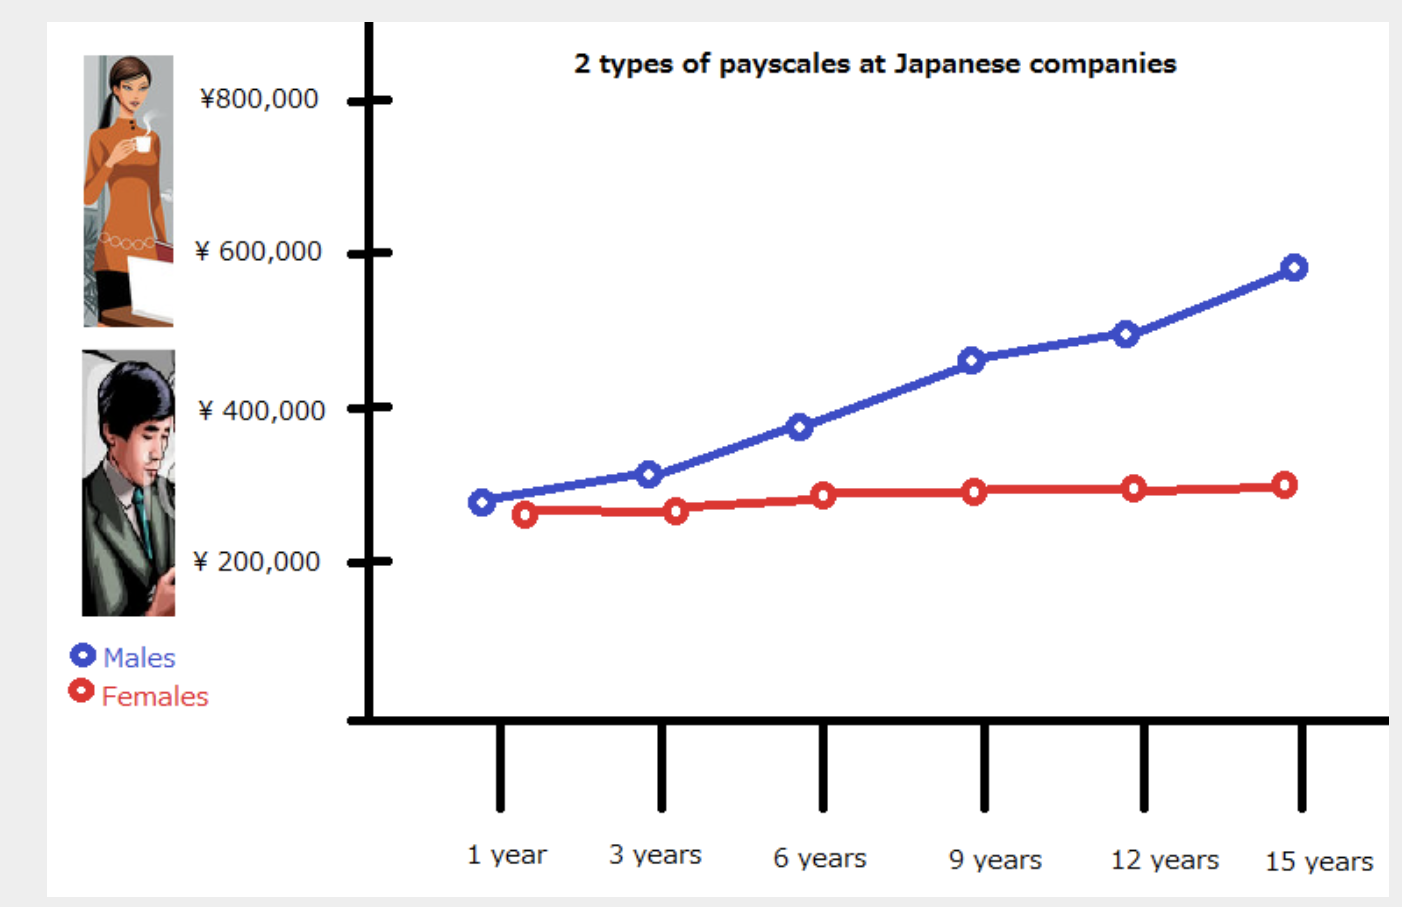 2 types of payscales at Japanese companies
¥800,000
¥ 600,000
¥ 400,000
¥ 200,000
Males
Females
1 year
3 years
6 years
9 years
12 years
15 years